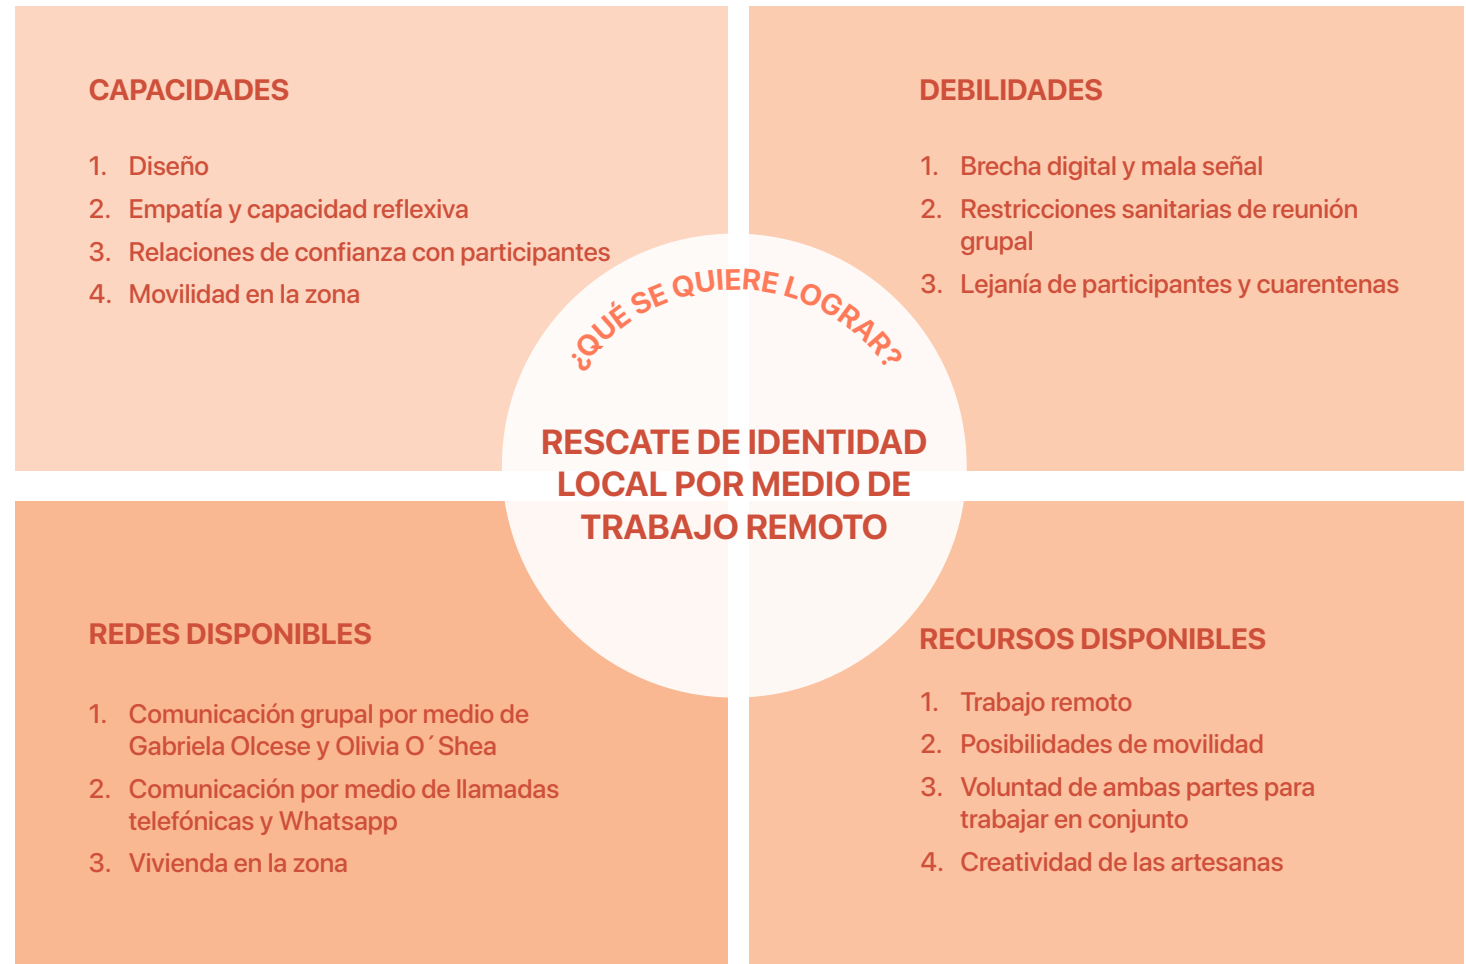 CAPACIDADES
1. Diseño
2. Empatía y capacidad reflexiva
3. Relaciones de confianza con participantes
4. Movilidad en la zona
DEBILIDADES
1. Brecha digital y mala señal
2. Restricciones sanitarias de reunión
grupal
3. Lejanía de participantes y cuarentenas
¿QUÉ SE QUIERE LOGRAR?
RESCATE DE IDENTIDAD
LOCAL POR MEDIO DE
TRABAJO REMOTO
REDES DISPONIBLES
1. Comunicación grupal por medio de
Gabriela Olcese y Olivia O´Shea
2. Comunicación por medio de llamadas
telefónicas y Whatsapp
3. Vivienda en la zona
RECURSOS DISPONIBLES
1. Trabajo remoto
2. Posibilidades de movilidad
3. Voluntad de ambas partes para
trabajar en conjunto
4. Creatividad de las artesanas